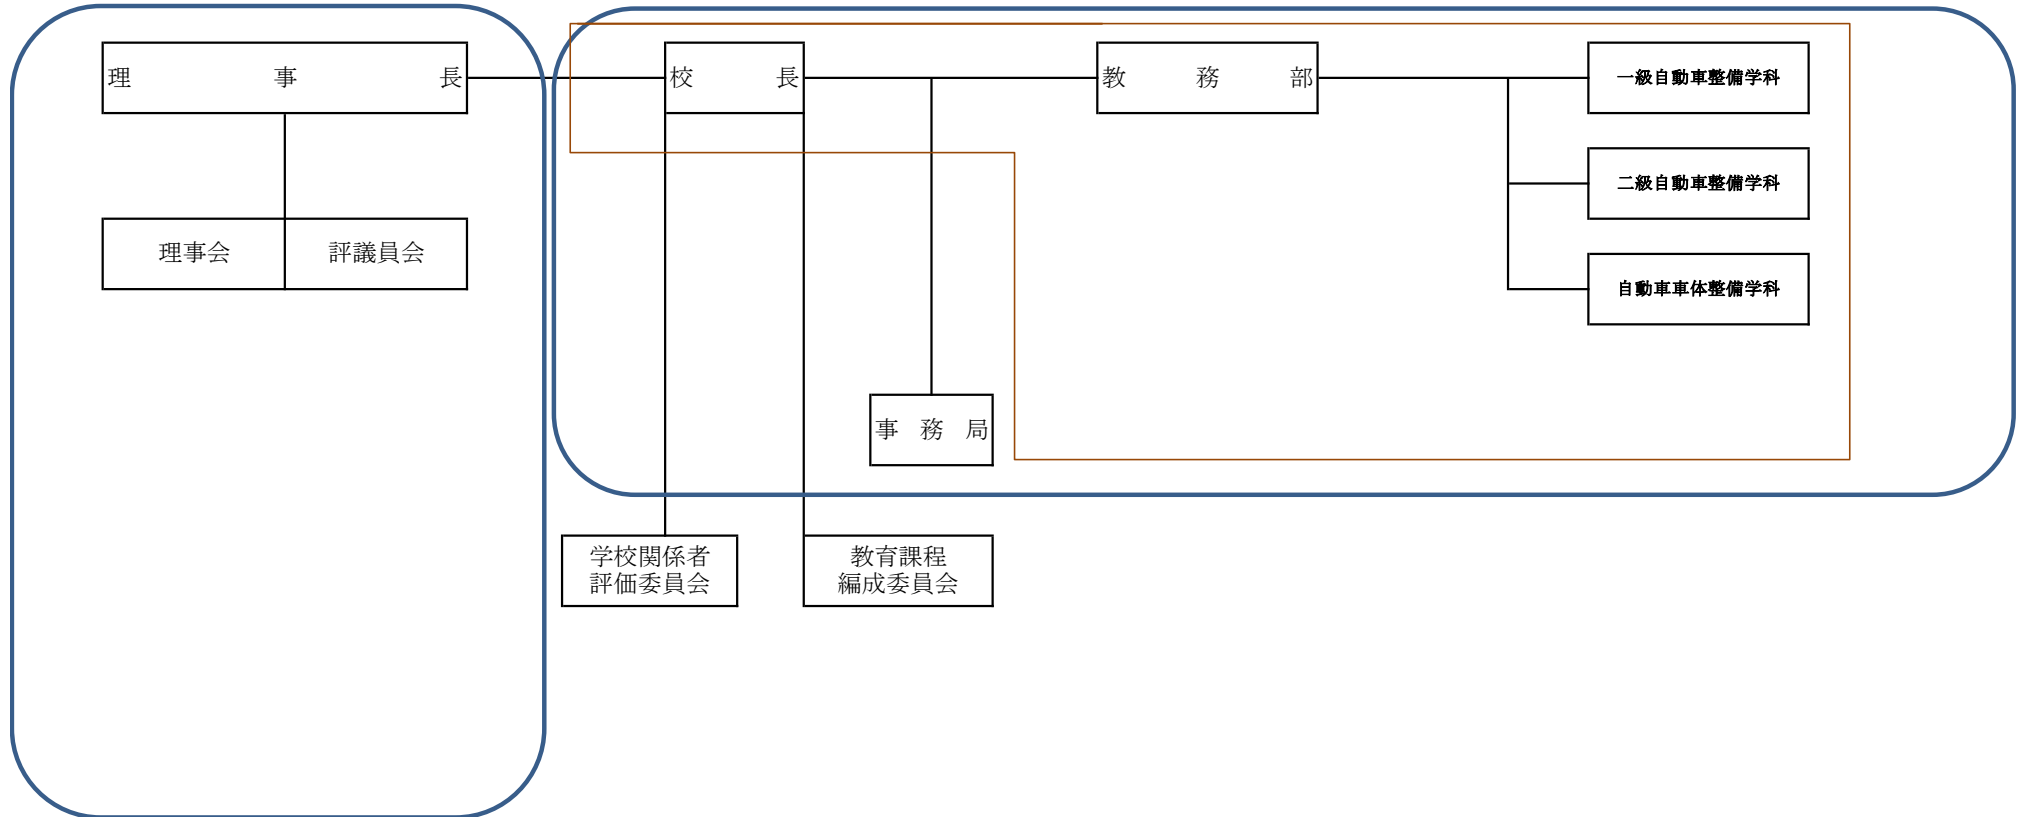 理事長
校長
教務部
一級自動車整備学科
二級自動車整備学科
理事会
評議員会
自動車車体整備学科
事務局
学校関係者
評価委員会
教育課程
編成委員会